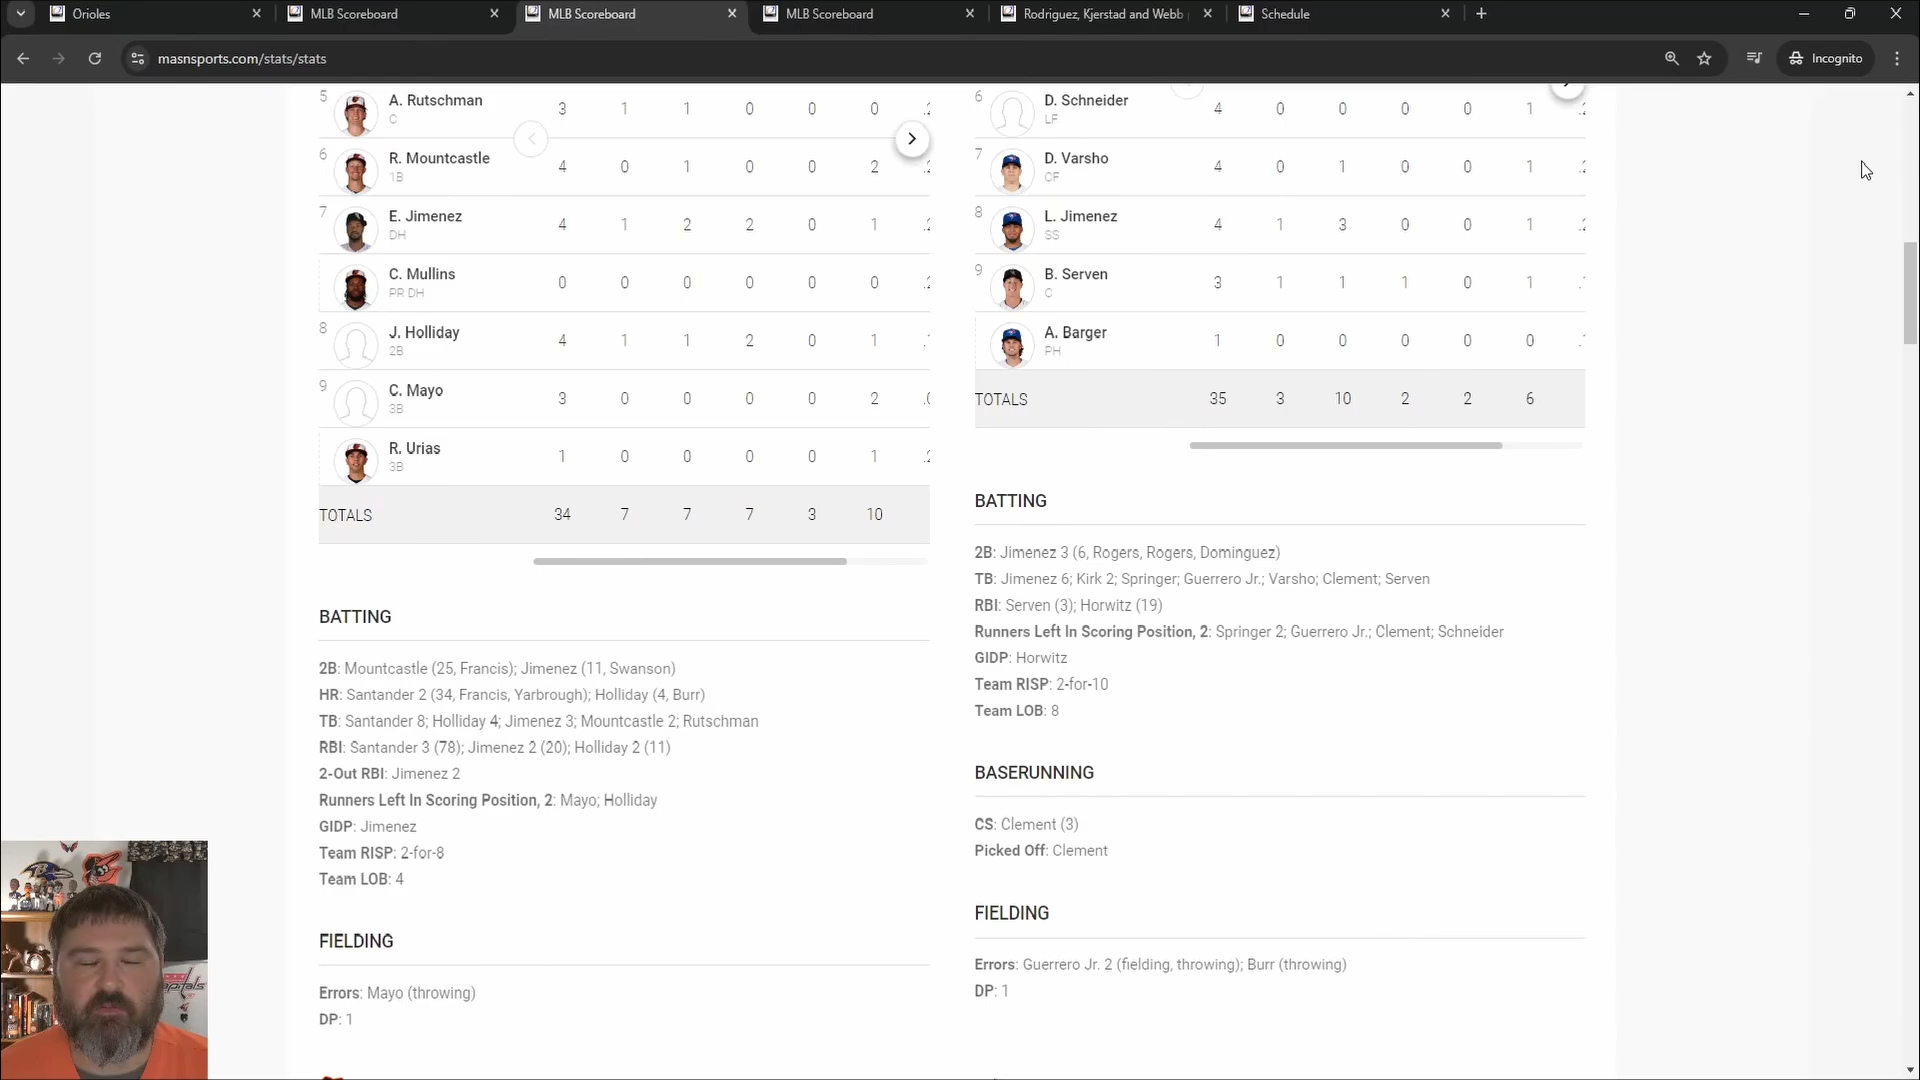 Orioles
MLB Scoreboard
MLB Scoreboard
MLB Scoreboard
Rodriguez, Kjerstad and Webb
Schedule
masnsports.com/stats/stats
Incognito
5 A. Rutschman 3 1 1 0 0 0 .2
C
6 R. Mountcastle 4 0 1 0 0 2 .2
1B
7 E. Jimenez 4 1 2 2 0 1 .2
DH
C. Mullins 0 0 0 0 0 0 .2
PR DH
8 J. Holliday 4 1 1 2 0 1
2B
9 C. Mayo 3 0 0 0 0 2 .0
3B
R. Urias 1 0 0 0 0 1 .2
3B
TOTALS 34 7 7 7 3 10
BATTING
2B: Mountcastle (25, Francis); Jimenez (11, Swanson)
HR: Santander 2 (34, Francis, Yarbrough); Holliday (4, Burr)
TB: Santander 8; Holliday 4; Jimenez 3; Mountcastle 2; Rutschman
RBI: Santander 3 (78); Jimenez 2 (20); Holliday 2 (11)
2-Out RBI: Jimenez 2
Runners Left In Scoring Position, 2: Mayo; Holliday
GIDP: Jimenez
Team RISP: 2-for-8
Team LOB: 4
FIELDING
Errors: Mayo (throwing)
DP: 1
6 D. Schneider 4 0 0 0 0 1 .2
LF
7 D. Varsho 4 0 1 0 0 1 .2
CF
8 L. Jimenez 4 1 3 0 0 1 .2
SS
9 B. Serven 3 1 1 1 0 1
C
A. Barger 1 0 0 0 0 0
PH
TOTALS 35 3 10 2 2 6
BATTING
2B: Jimenez 3 (6, Rogers, Rogers, Dominguez)
TB: Jimenez 6; Kirk 2; Springer; Guerrero Jr.; Varsho; Clement; Serven
RBI: Serven (3); Horwitz (19)
Runners Left In Scoring Position, 2: Springer 2; Guerrero Jr.; Clement; Schneider
GIDP: Horwitz
Team RISP: 2-for-10
Team LOB: 8
BASERUNNING
CS: Clement (3)
Picked Off: Clement
FIELDING
Errors: Guerrero Jr. 2 (fielding, throwing); Burr (throwing)
DP: 1